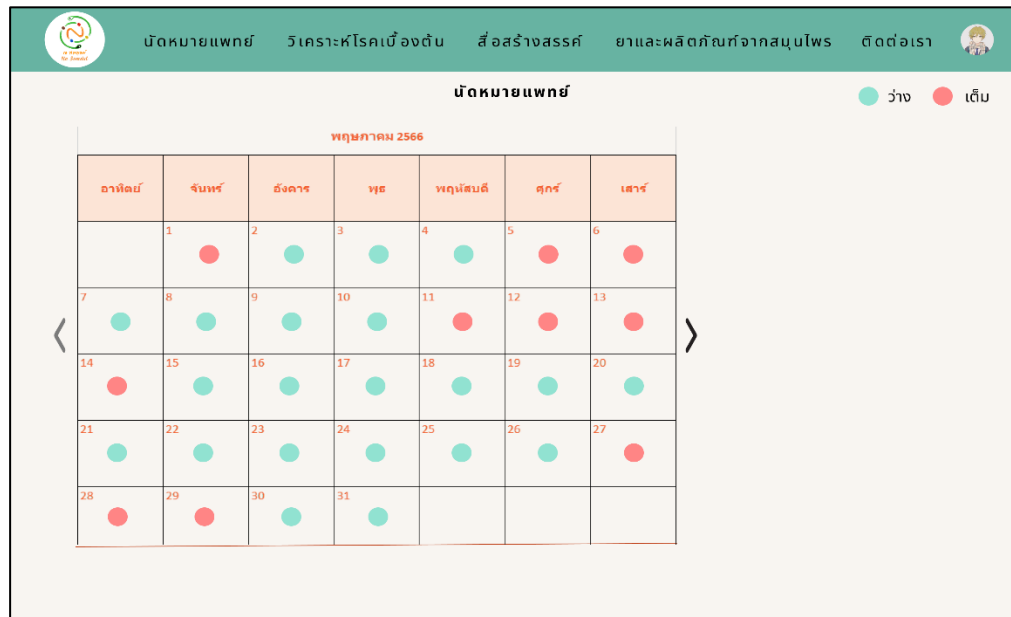 นัดหมายแพทย์ วิเคราะห์โรคเบื้องต้น สื่อสร้างสรรค์ ยาและผลิตภัณฑ์จากสมุนไพร ติดต่อเรา
นัดหมายแพทย์
ว่าง เต็ม
พฤษภาคม 2566
อาทิตย์ จันทร์ อังคาร พุธ พฤหัสบดี ศุกร์ เสาร์
1 2 3 4 5 6
7 8 9 10 11 12 13
14 15 16 17 18 19 20
21 22 23 24 25 26 27
28 29 30 31